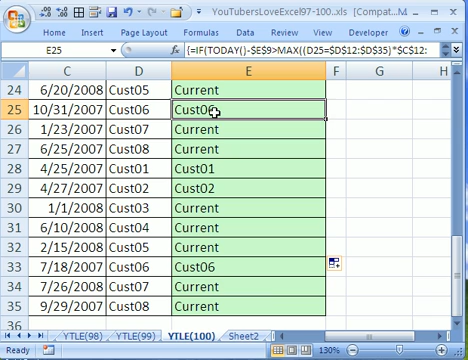 YouTubersLoveExcel97-100..xls [Compat...
Home Insert Page Layout Formulas Data Review View Developer
E25 {=IF(TODAY()-$E$9>MAX((D25=$D$12:$D$35)*$C$12:
C D E F G H
24 6/20/2008 Cust05 Current
25 10/31/2007 Cust06 Cust06
26 1/23/2007 Cust07 Current
27 6/25/2007 Cust08 Current
28 4/25/2007 Cust01 Cust01
29 4/27/2007 Cust02 Cust02
30 1/1/2008 Cust03 Current
31 6/10/2008 Cust04 Current
32 2/15/2008 Cust05 Current
33 7/18/2007 Cust06 Cust06
34 7/26/2008 Cust07 Current
35 9/29/2007 Cust08 Current
36
YTLE(98) YTLE(99) YTLE(100) Sheet2
Ready 130%